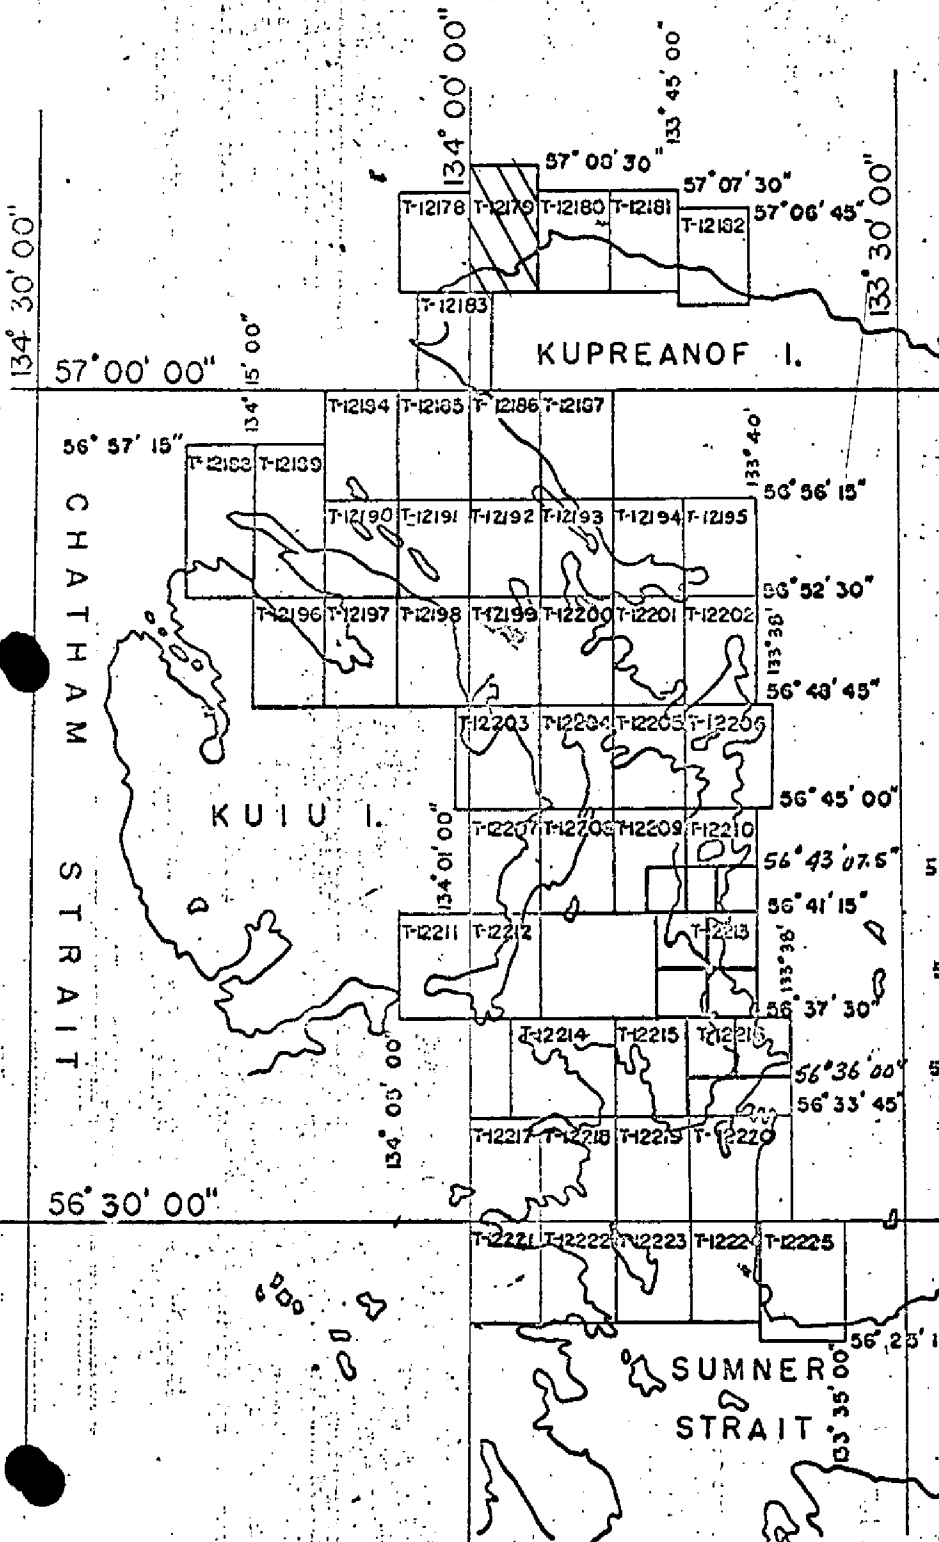 134° 00' 00"
133° 45' 00"
57° 08' 30"
57° 07' 30"
57° 06' 45"
133° 30' 00"
134° 30' 00"
T-12178 T-12179 T-12180 T-12181
T-12182
T-12183
KUPREANOF I.
57° 00' 00"
134° 15' 00"
T-12184 T-12185 T-12186 T-12187
56° 57' 15"
T-12188 T-12189
133° 40'
56° 56' 15"
T-12190 T-12191 T-12192 T-12193 T-12194 T-12195
56° 52' 30"
T-12196 T-12197 T-12198 T-12199 T-12200 T-12201 T-12202
133° 38'
56° 48' 45"
CHATHAM STRAIT
T-12203 T-12204 T-12205 T-12206
56° 45' 00"
KUIU I.
134° 01' 00"
T-12207 T-12208 T-12209 T-12210
56° 43' 07.5"
56° 41' 15"
T-12211 T-12212 T-12213
133° 38'
56° 37' 30"
T-12214 T-12215 T-12216
56° 36' 00"
56° 33' 45"
134° 05' 00"
T-12217 T-12218 T-12219 T-12220
56° 30' 00"
T-12221 T-12222 T-12223 T-12224 T-12225
133° 35' 00"
SUMNER
STRAIT